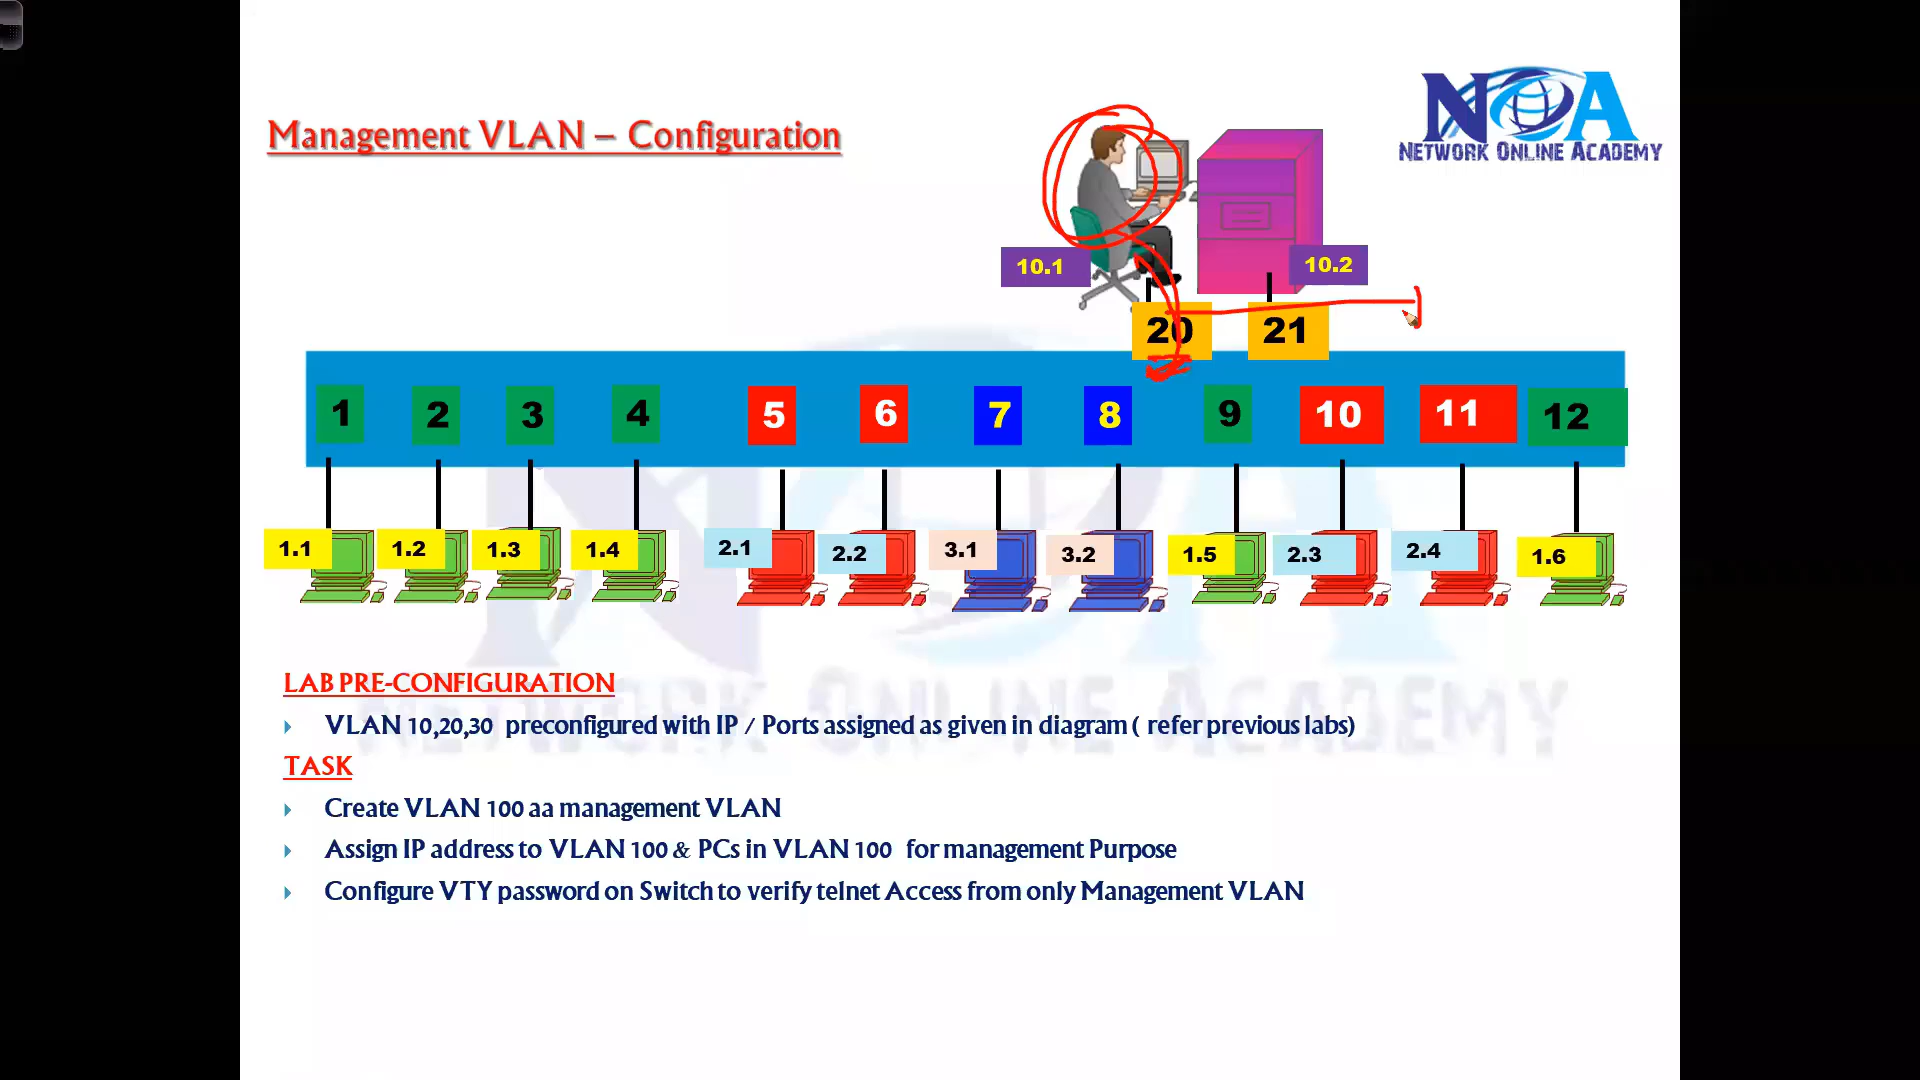 Management VLAN – Configuration
NOA
NETWORK ONLINE ACADEMY
10.1
10.2
20 21
1 2 3 4 5 6 7 8 9 10 11 12
1.1 1.2 1.3 1.4 2.1 2.2 3.1 3.2 1.5 2.3 2.4 1.6
LAB PRE-CONFIGURATION
VLAN 10,20,30 preconfigured with IP / Ports assigned as given in diagram ( refer previous labs)
TASK
Create VLAN 100 aa management VLAN
Assign IP address to VLAN 100 & PCs in VLAN 100 for management Purpose
Configure VTY password on Switch to verify telnet Access from only Management VLAN
NOA
NETWORK ONLINE ACADEMY